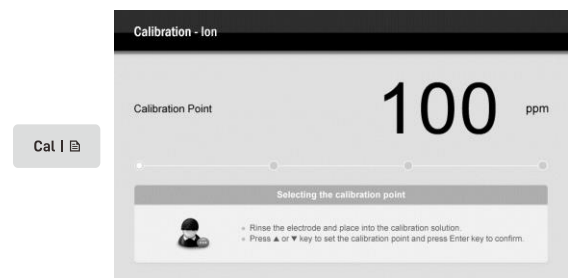 Calibration - Ion
Calibration Point
100
ppm
Cal |
Selecting the calibration point
Rinse the electrode and place into the calibration solution.
Press ▲ or ▼ key to set the calibration point and press Enter key to confirm.